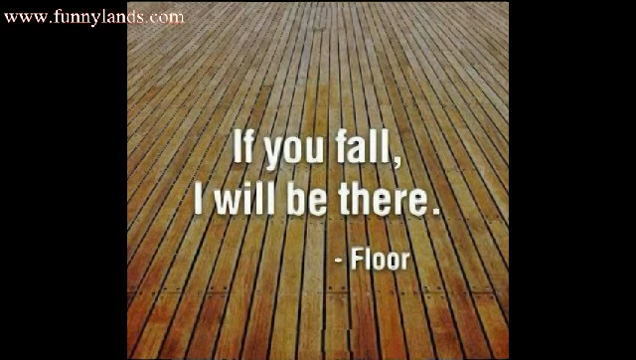 www.funnylands.com
If you fall,
I will be there.
- Floor